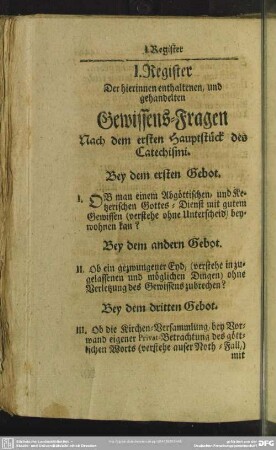 I. Register
I. Register
Der hierinnen enthaltenen, und
gehandelten
Gewissens-Fragen
Nach dem ersten Hauptstück des
Catechismi.
Bey dem ersten Gebot.
I. OB man einem Abgöttischen, und Ke-
tzerischen Gottes-Dienst mit gutem
Gewissen (verstehe ohne Unterscheid) bey-
wohnen kan?
Bey dem andern Gebot.
II. Ob ein gezwungener Eyd, (verstehe in zu-
gelassenen und möglichen Dingen) ohne
Verletzung des Gewissens zubrechen?
Bey dem dritten Gebot.
III. Ob die Kirchen-Versammlung, bey Vor-
wand eigener Privat-Betrachtung des gött-
lichen Worts (verstehe auser Noth-Fall,)
mit